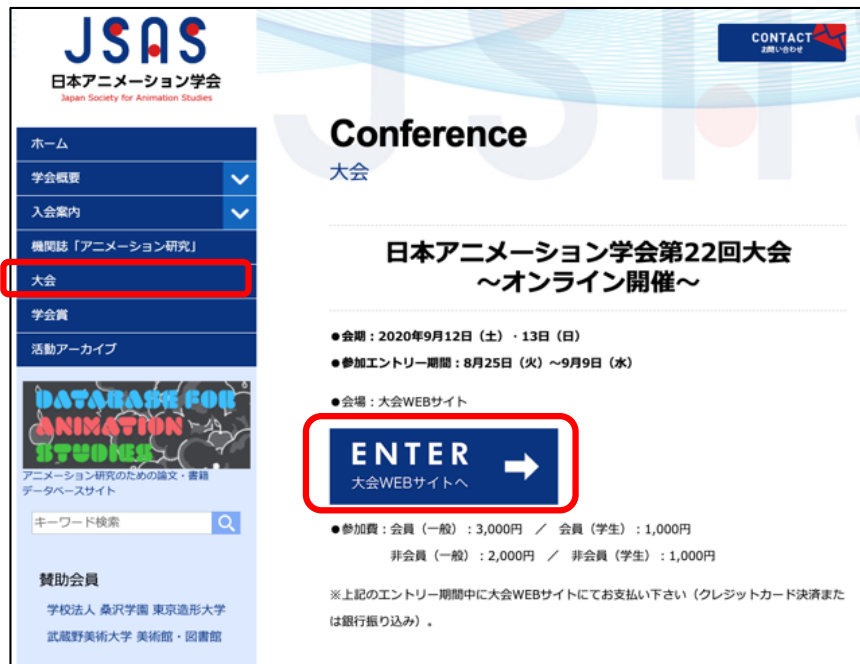 JSAS
日本アニメーション学会
Japan Society for Animation Studies
CONTACT
お問い合わせ
ホーム
学会概要
入会案内
機関誌「アニメーション研究」
大会
学会賞
活動アーカイブ
DATABASE FOR
ANIMATION
STUDIES
アニメーション研究のための論文・書籍
データベースサイト
キーワード検索
賛助会員
学校法人 桑沢学園 東京造形大学
武蔵野美術大学 美術館・図書館
JSAS
Conference
大会
日本アニメーション学会第22回大会
～オンライン開催～
●会期：2020年9月12日（土）・13日（日）
●参加エントリー期間：8月25日（火）～9月9日（水）
●会場：大会WEBサイト
ENTER
大会WEBサイトへ
●参加費：会員（一般）：3,000円 ／ 会員（学生）：1,000円
非会員（一般）：2,000円 ／ 非会員（学生）：1,000円
※上記のエントリー期間中に大会WEBサイトにてお支払い下さい（クレジットカード決済また
は銀行振り込み）。